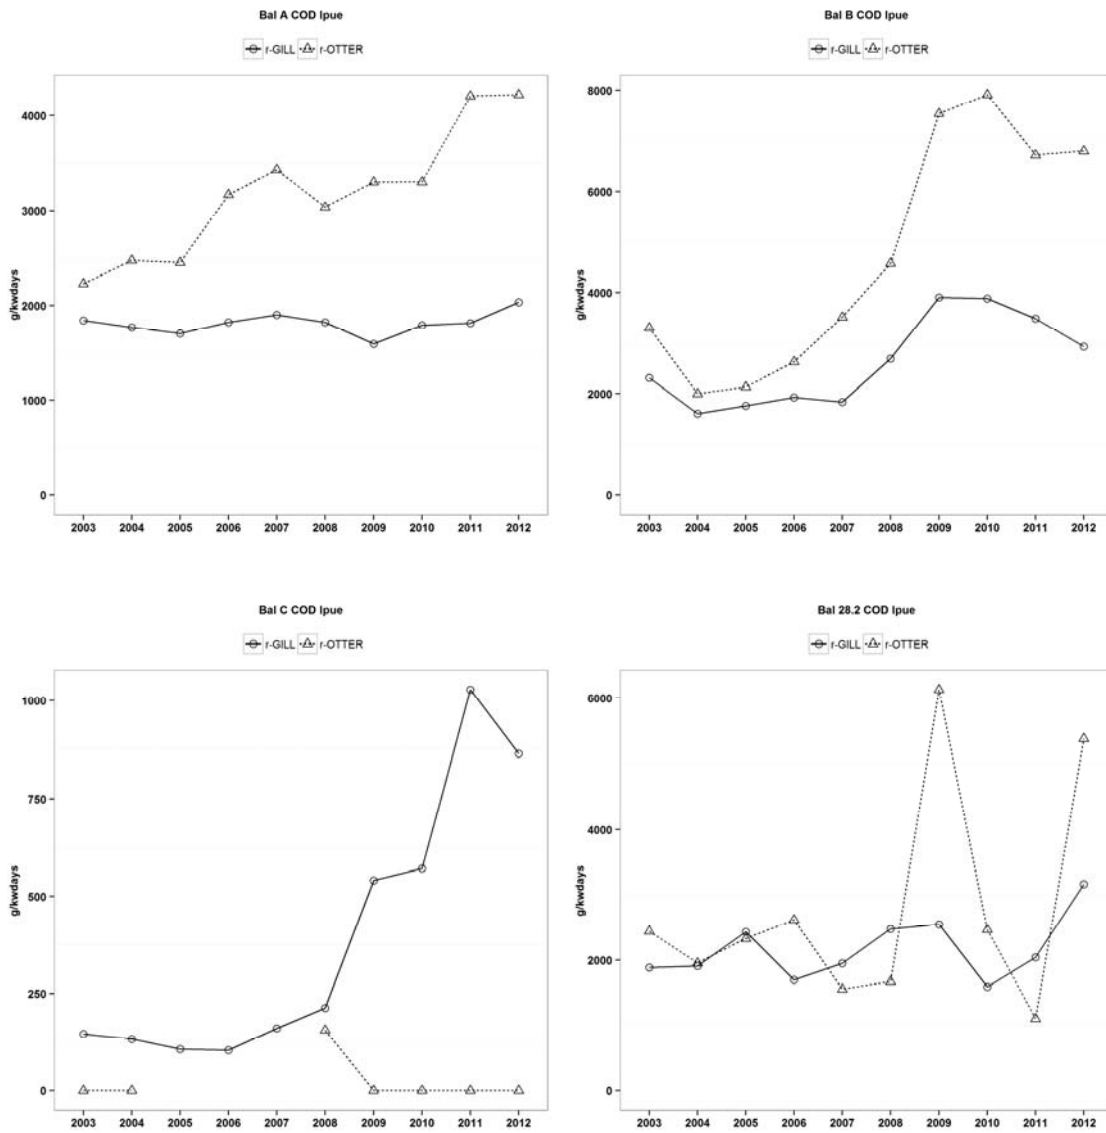 Bal A COD lpue
r-GILL r-OTTER
g/kwdays
4000
3000
2000
1000
0
2003 2004 2005 2006 2007 2008 2009 2010 2011 2012
Bal B COD lpue
r-GILL r-OTTER
g/kwdays
8000
6000
4000
2000
0
2003 2004 2005 2006 2007 2008 2009 2010 2011 2012
Bal C COD lpue
r-GILL r-OTTER
g/kwdays
1000
750
500
250
0
2003 2004 2005 2006 2007 2008 2009 2010 2011 2012
Bal 28.2 COD lpue
r-GILL r-OTTER
g/kwdays
6000
4000
2000
0
2003 2004 2005 2006 2007 2008 2009 2010 2011 2012